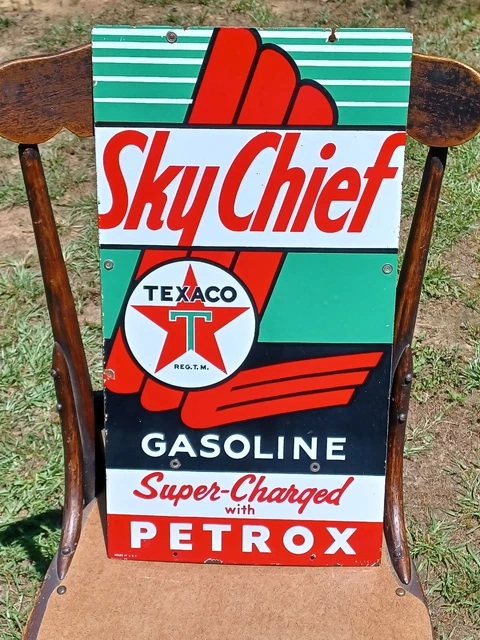 Sky Chief
TEXACO
T
REG. T. M.
GASOLINE
Super-Charged
with
PETROX